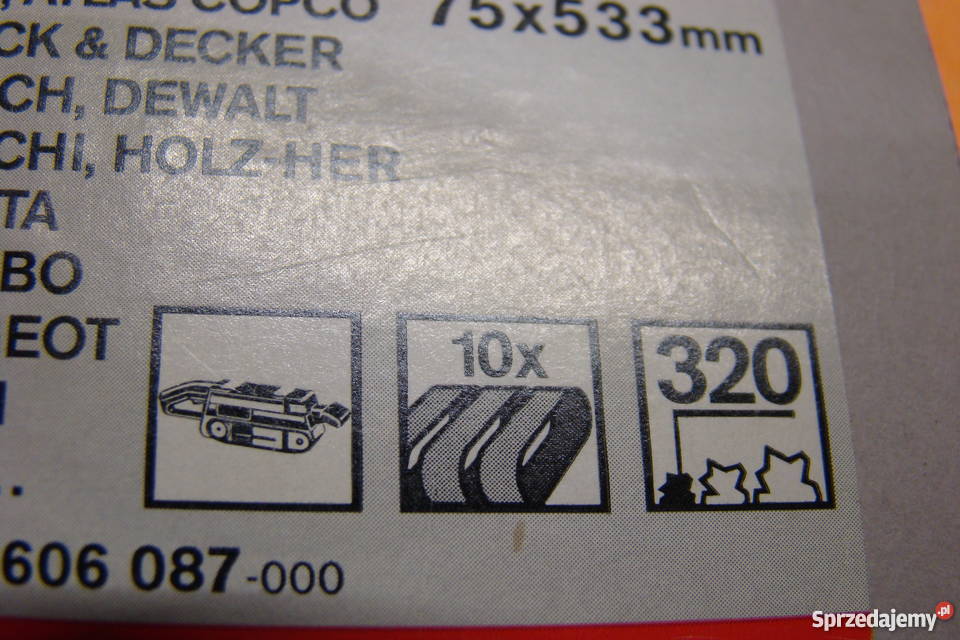 , ATLAS COPCO 75x533mm
CK & DECKER
CH, DEWALT
CHI, HOLZ-HER
TA
BO
EOT
10x
320
606 087-000
Sprzedajemy.pl